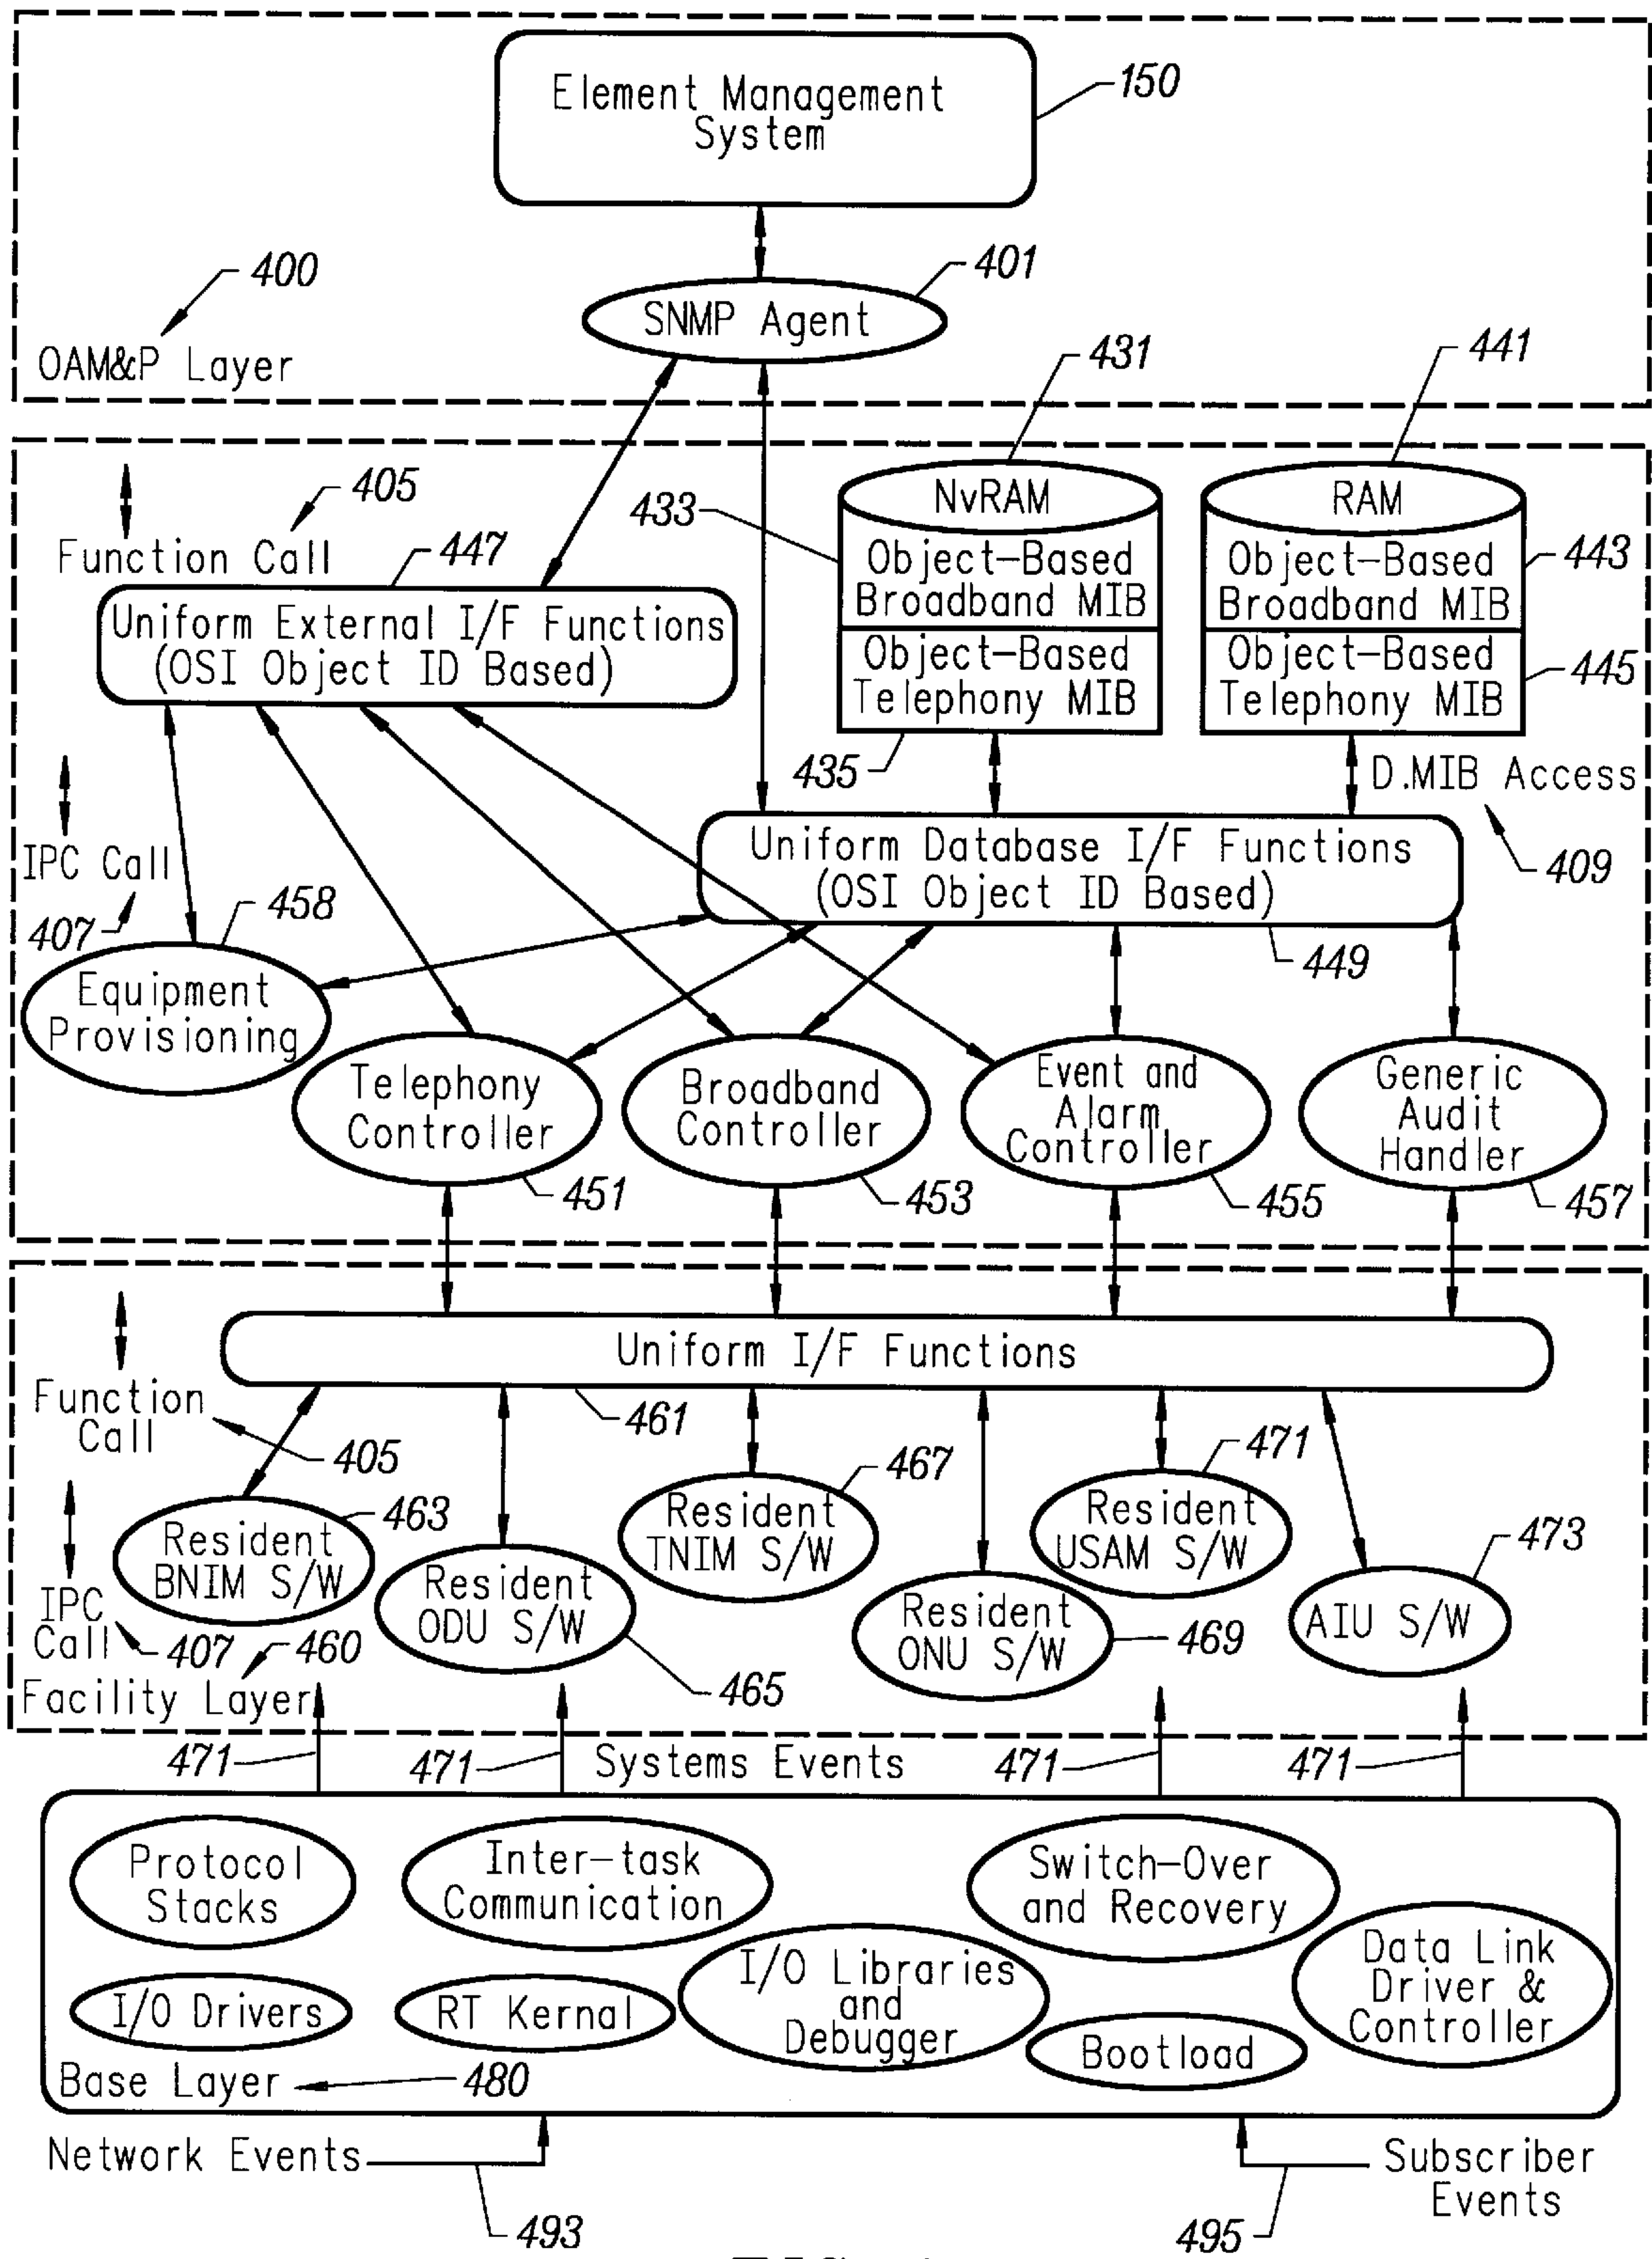 Element Management
System
150
400
401
SNMP Agent
OAM&P Layer
431
441
405
433
NvRAM
RAM
Function Call
447
Object-Based
Broadband MIB
Object-Based
Broadband MIB
443
Uniform External I/F Functions
(OSI Object ID Based)
Object-Based
Telephony MIB
Object-Based
Telephony MIB
445
435
D.MIB Access
IPC Call
407
458
Uniform Database I/F Functions
(OSI Object ID Based)
409
449
Equipment
Provisioning
Telephony
Controller
Broadband
Controller
Event and
Alarm
Controller
Generic
Audit
Handler
451
453
455
457
Uniform I/F Functions
Function
Call
405
461
471
467
463
Resident
BNIM S/W
Resident
TNIM S/W
Resident
USAM S/W
473
IPC
Call
407
460
Resident
ODU S/W
Resident
ONU S/W
469
AIU S/W
465
Facility Layer
471
471
Systems Events
471
471
Protocol
Stacks
Inter-task
Communication
Switch-Over
and Recovery
I/O Drivers
RT Kernal
I/O Libraries
and
Debugger
Data Link
Driver &
Controller
Bootload
Base Layer
480
Network Events
Subscriber
Events
493
495